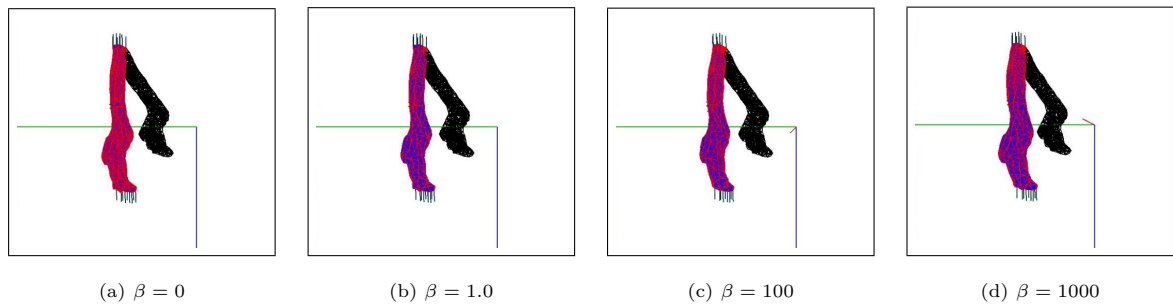 (a) β = 0
(b) β = 1.0
(c) β = 100
(d) β = 1000